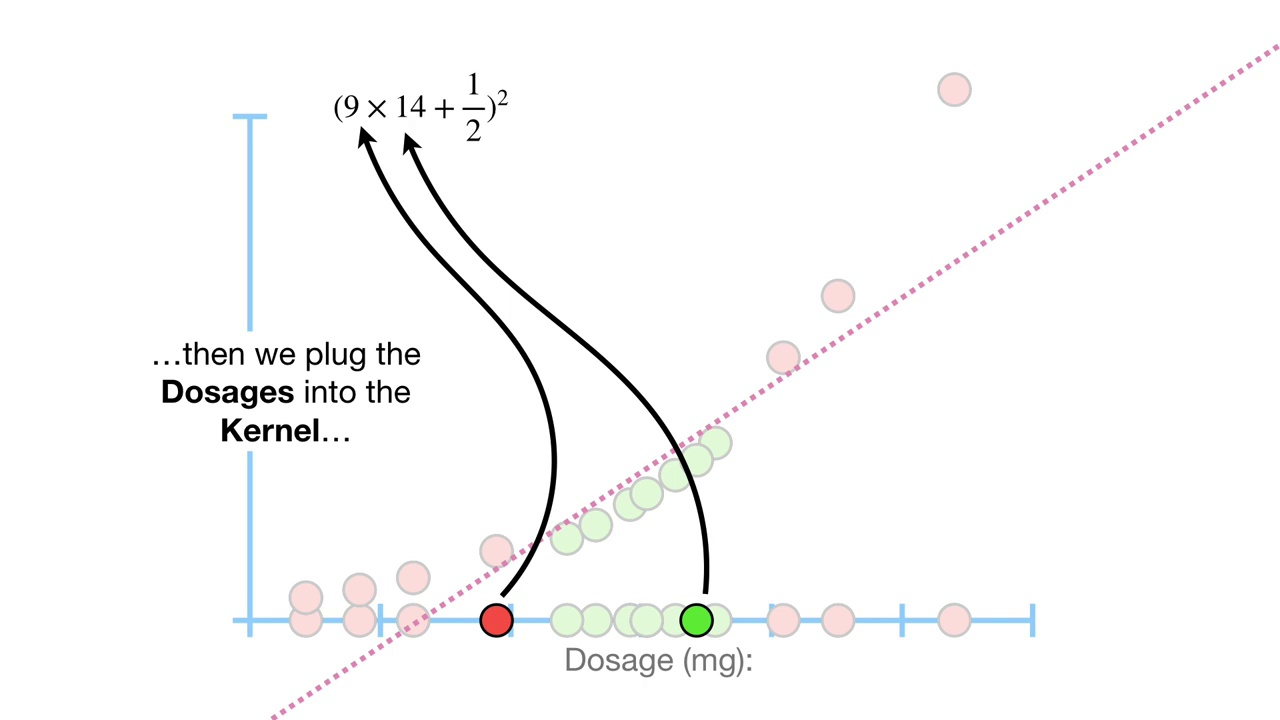 (9 × 14 + 1/2)²
…then we plug the
Dosages into the
Kernel…
Dosage (mg):